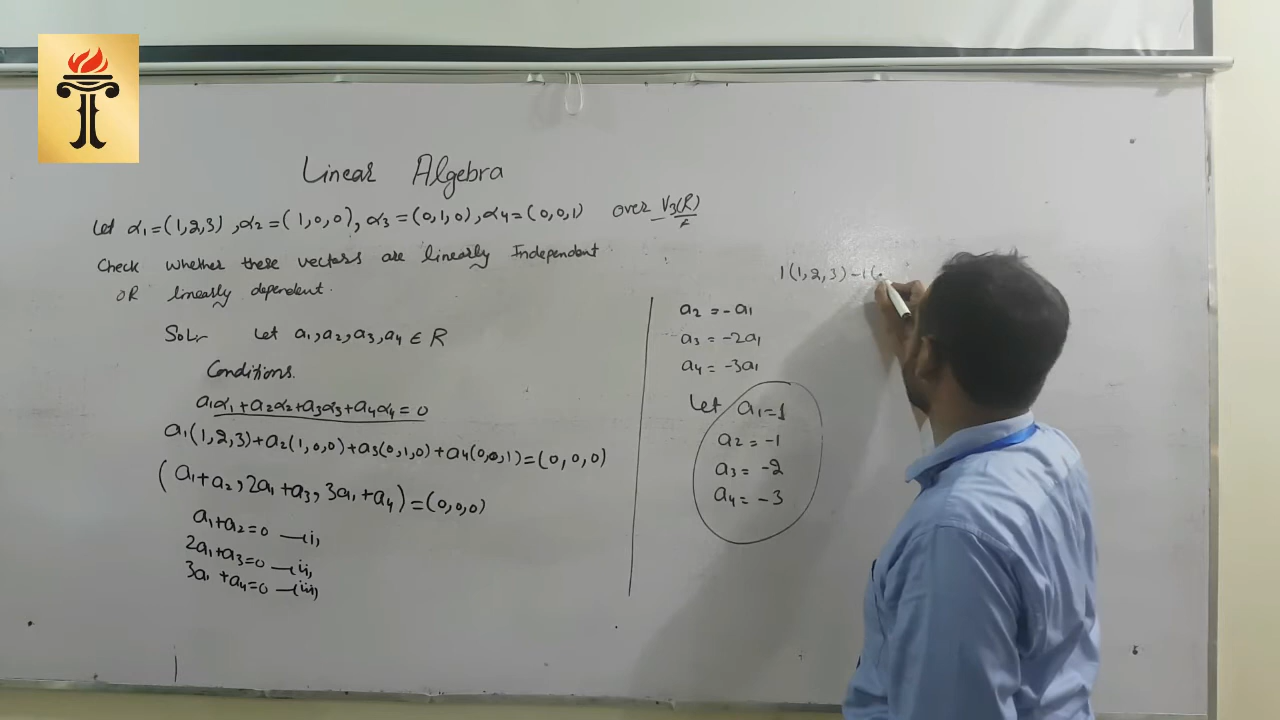 Linear Algebra
Let α1=(1,2,3), α2=(1,0,0), α3=(0,1,0), α4=(0,0,1) over V3(R)
Check whether these vectors are linearly Independent
OR linearly dependent.
Let a1,a2,a3,a4 ∈ R
Conditions.
a1α1+a2α2+a3α3+a4α4=0
a1(1,2,3)+a2(1,0,0)+a3(0,1,0)+a4(0,0,1)=(0,0,0)
(a1+a2, 2a1+a3, 3a1+a4)=(0,0,0)
a1+a2=0 —(i,
2a1+a3=0 —(ii,
3a1+a4=0 —(iii)
1(1,2,3)-1(
a2=-a1
a3=-2a1
a4=-3a1
Let a1=1
a2=-1
a3=-2
a4=-3